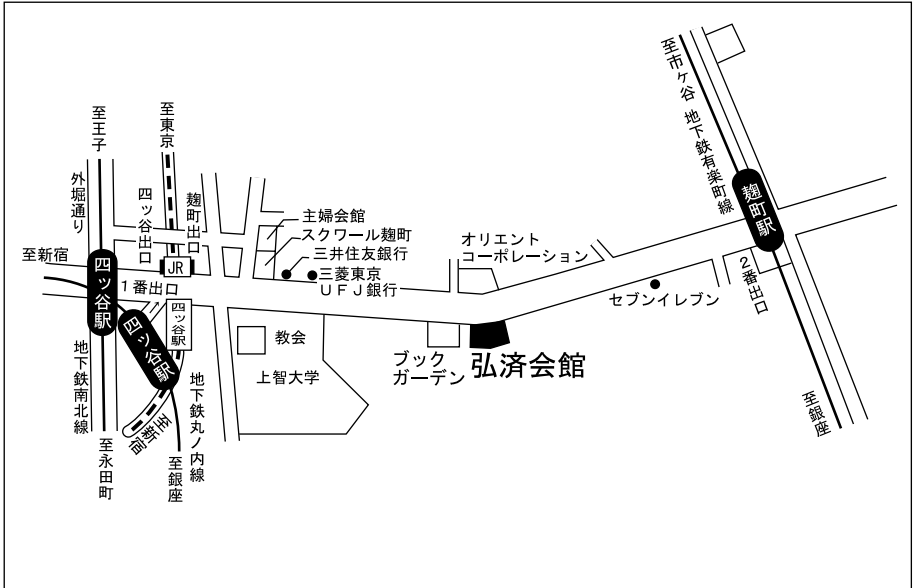 至市ヶ谷
地下鉄有楽町線
麹町駅
2番出口
至銀座
至王子
至東京
外堀通り
四ッ谷出口
麹町出口
至新宿
四ッ谷駅
JR
1番出口
四ッ谷駅
四ッ谷駅
主婦会館
スクワール麹町
三井住友銀行
三菱東京
UFJ銀行
オリエント
コーポレーション
セブンイレブン
教会
上智大学
ブック
ガーデン
弘済会館
地下鉄南北線
至永田町
至新宿
地下鉄丸ノ内線
至銀座